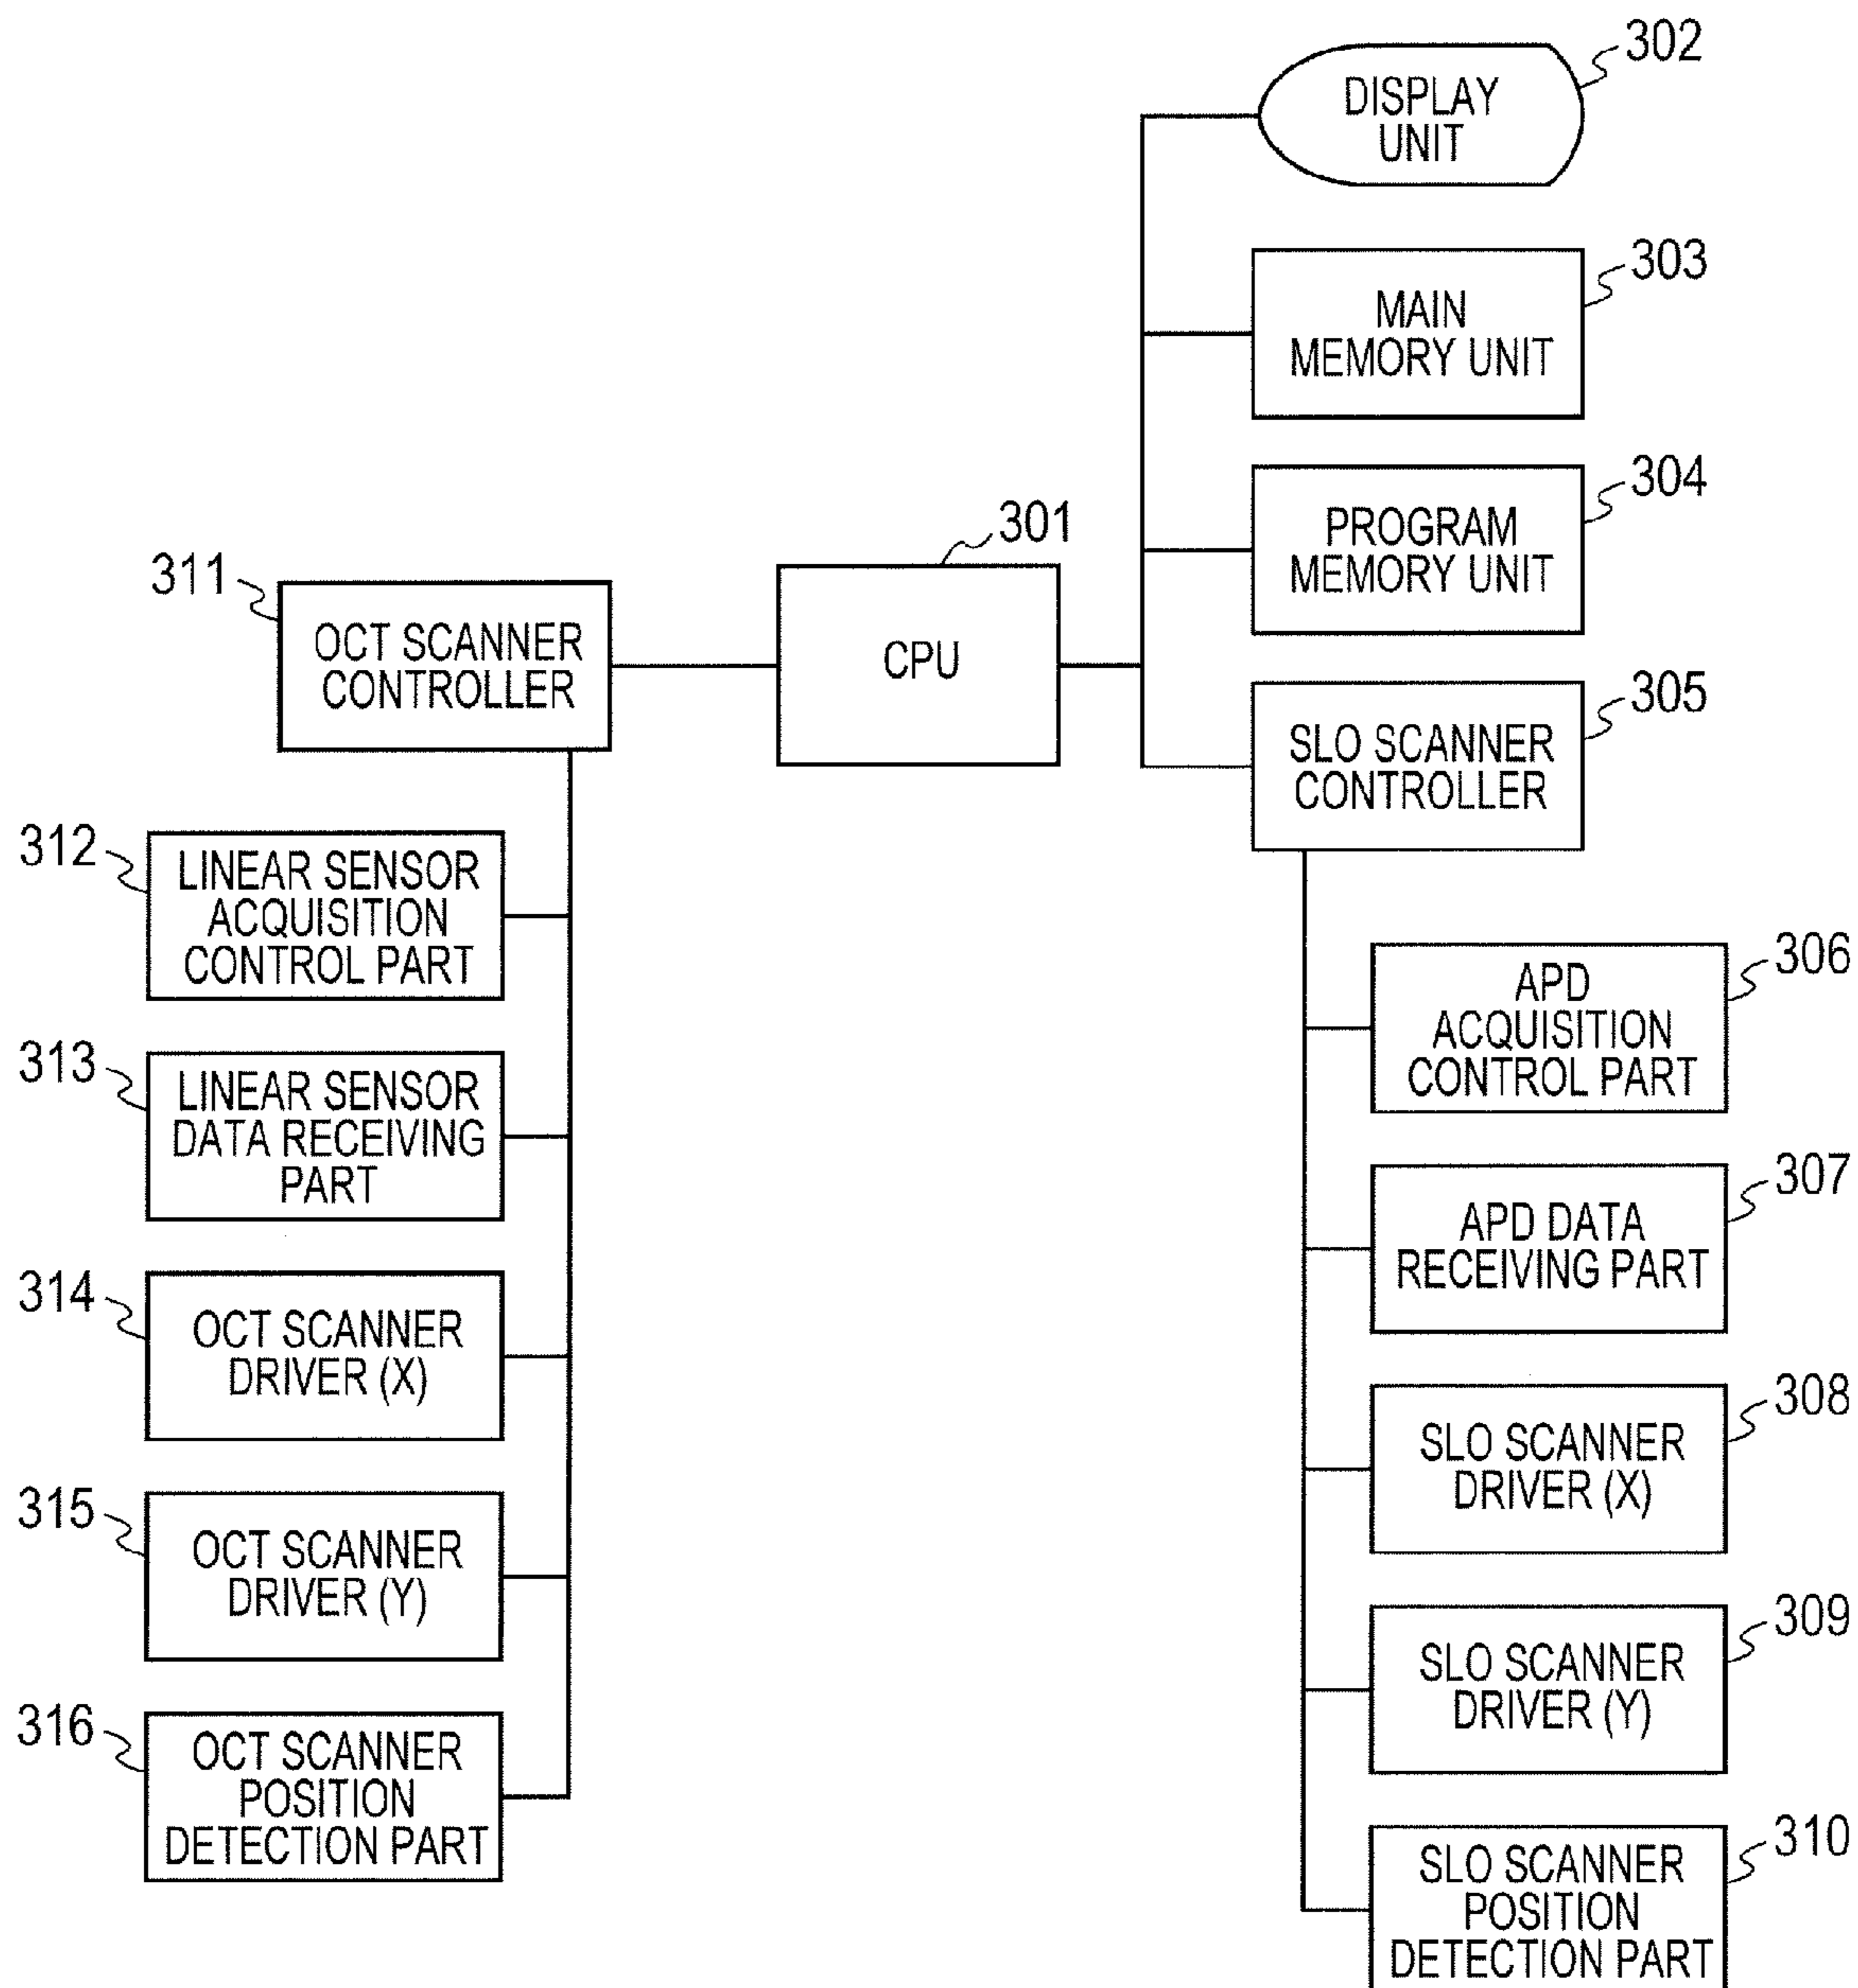 302
DISPLAY
UNIT
303
MAIN
MEMORY UNIT
304
PROGRAM
MEMORY UNIT
301
CPU
311
OCT SCANNER
CONTROLLER
305
SLO SCANNER
CONTROLLER
312
LINEAR SENSOR
ACQUISITION
CONTROL PART
313
LINEAR SENSOR
DATA RECEIVING
PART
314
OCT SCANNER
DRIVER (X)
315
OCT SCANNER
DRIVER (Y)
316
OCT SCANNER
POSITION
DETECTION PART
306
APD
ACQUISITION
CONTROL PART
307
APD DATA
RECEIVING PART
308
SLO SCANNER
DRIVER (X)
309
SLO SCANNER
DRIVER (Y)
310
SLO SCANNER
POSITION
DETECTION PART